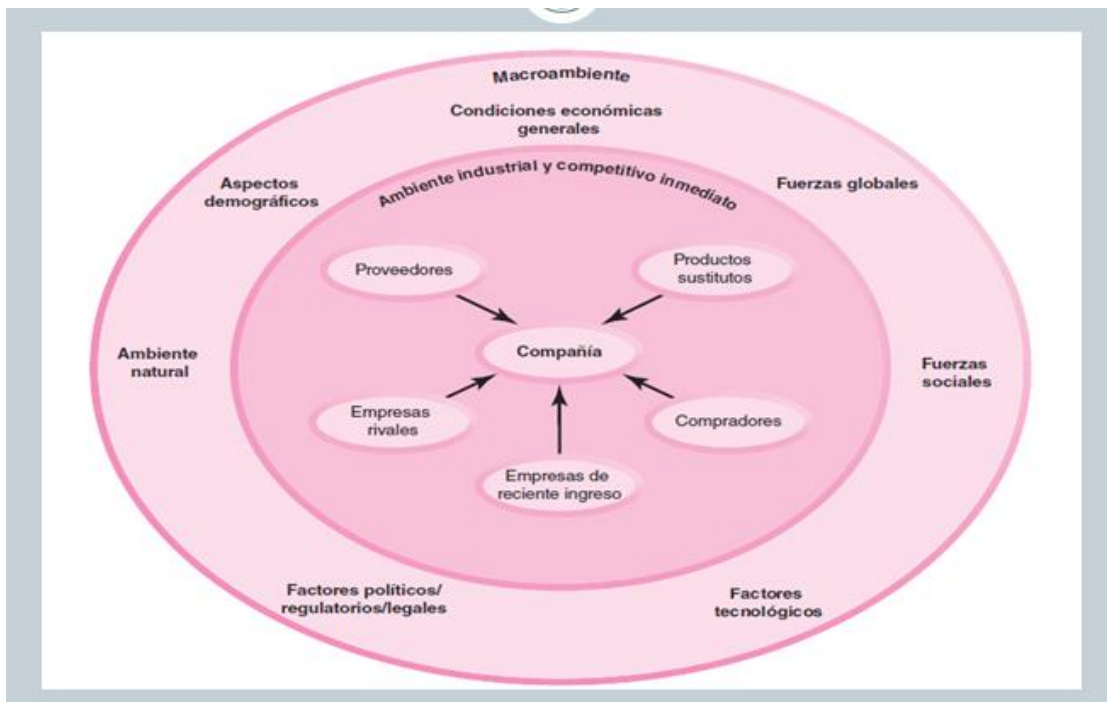 Macroambiente
Condiciones económicas
generales
Ambiente industrial y competitivo inmediato
Aspectos
demográficos
Fuerzas globales
Proveedores
Productos
sustitutos
Compañía
Ambiente
natural
Fuerzas
sociales
Empresas
rivales
Compradores
Empresas de
reciente ingreso
Factores políticos/
regulatorios/legales
Factores
tecnológicos